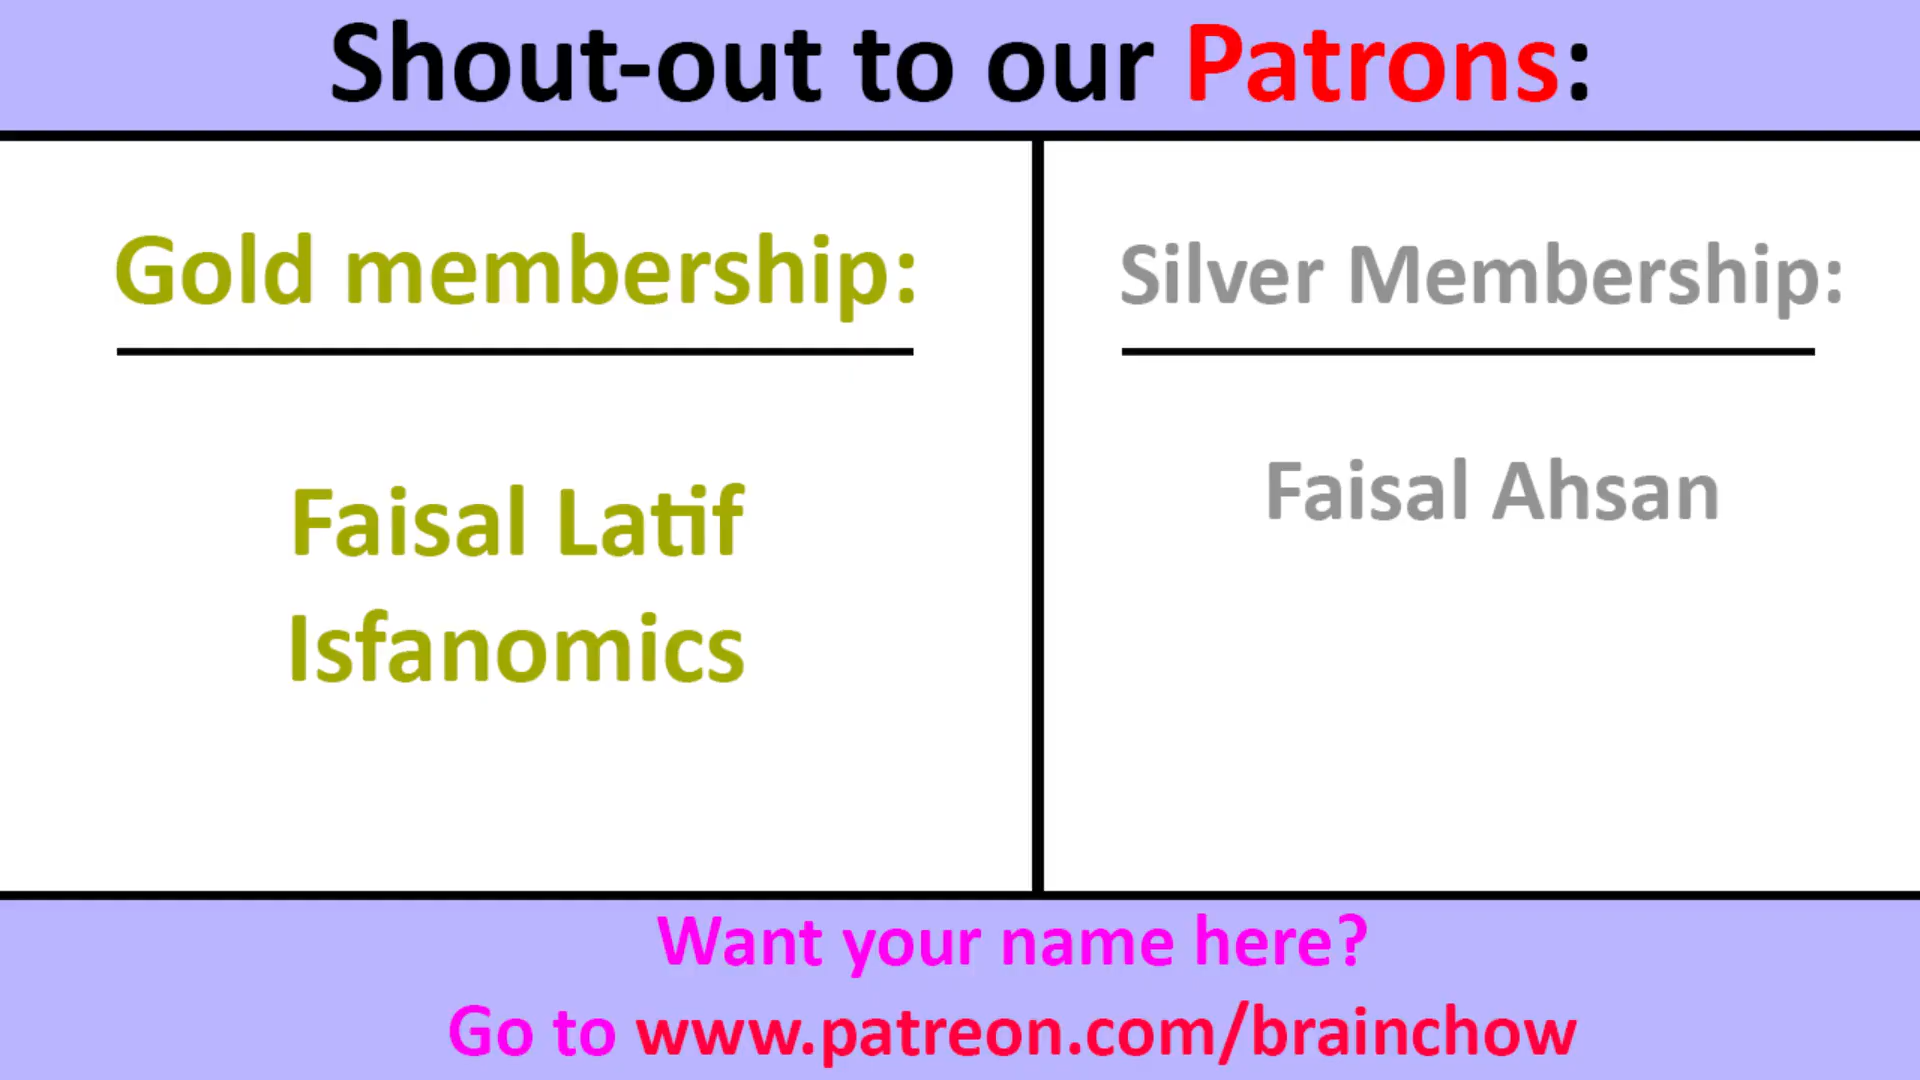 Shout-out to our Patrons:
Gold membership:
Faisal Latif
Isfanomics
Silver Membership:
Faisal Ahsan
Want your name here?
Go to www.patreon.com/brainchow